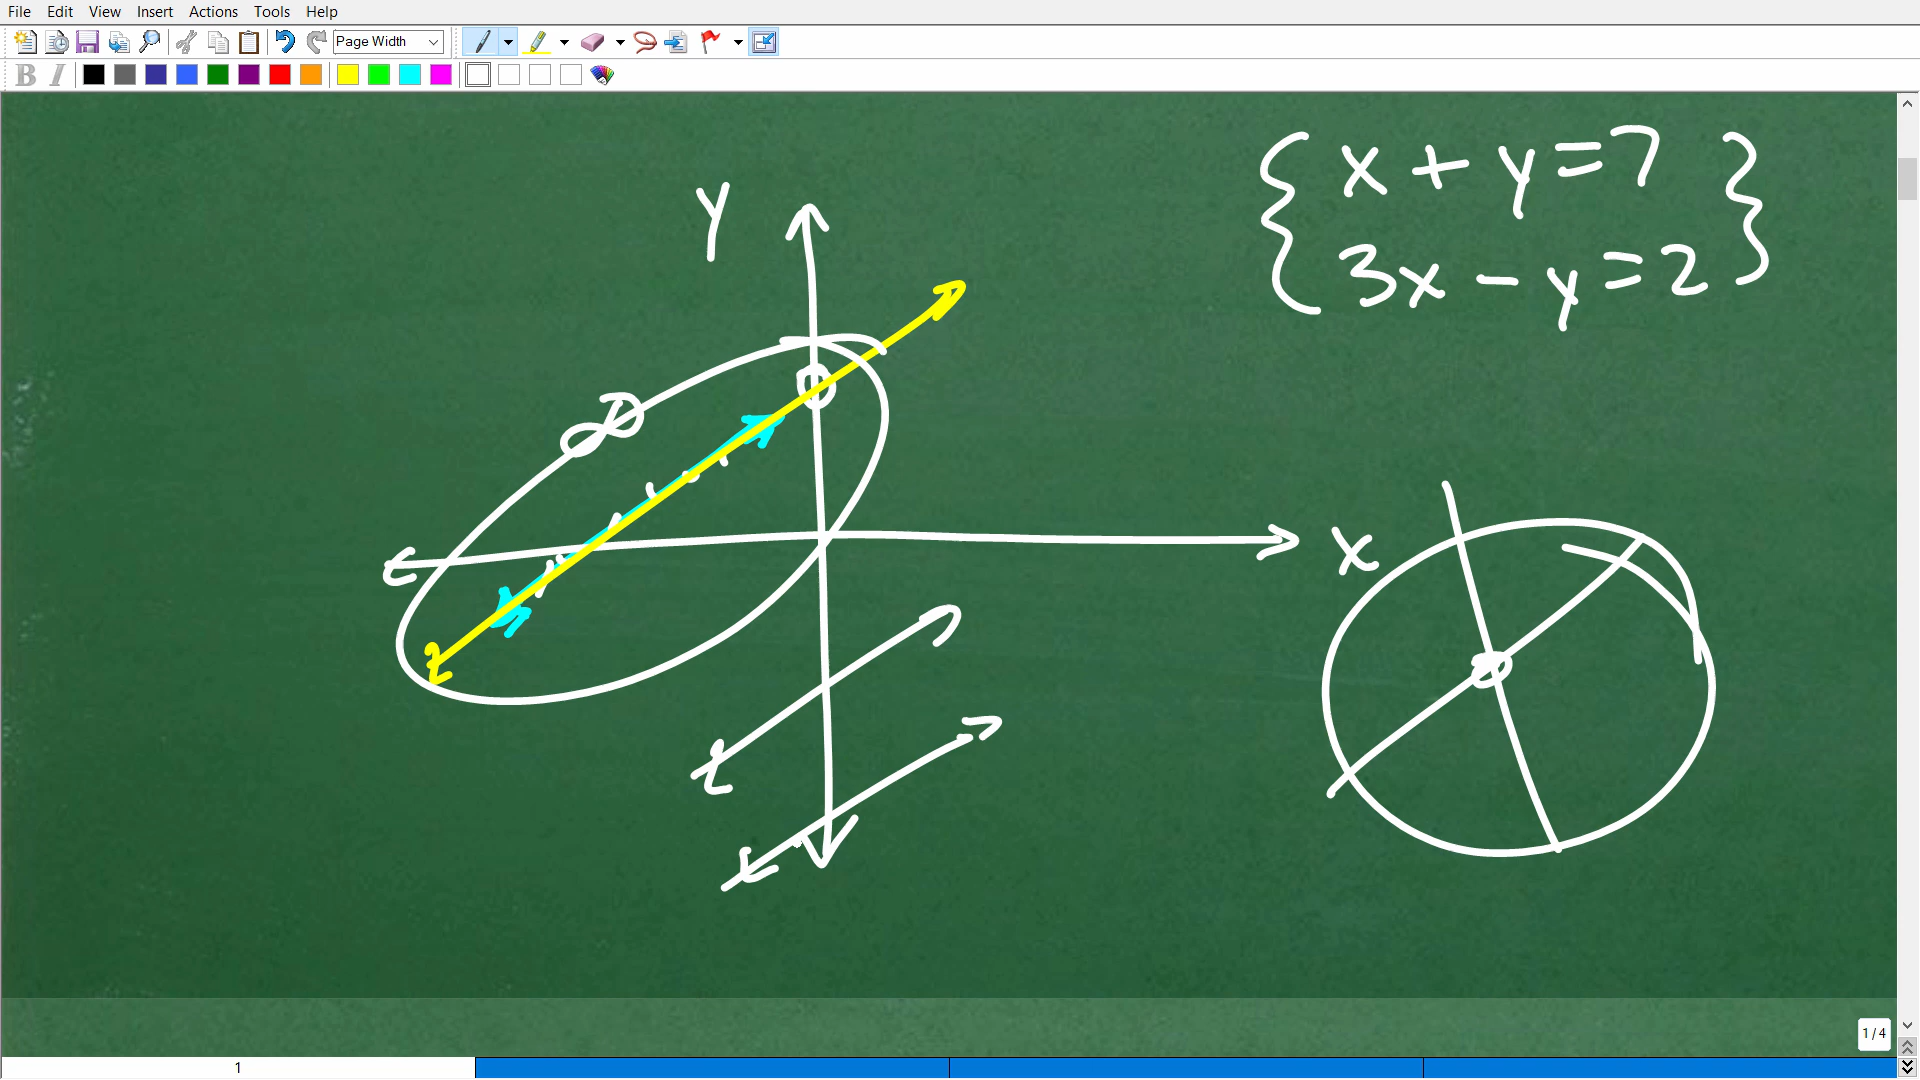 File Edit View Insert Actions Tools Help
Page Width
B I
{ x + y = 7 }
{ 3x - y = 2 }
y
∞
x
1 / 4
1